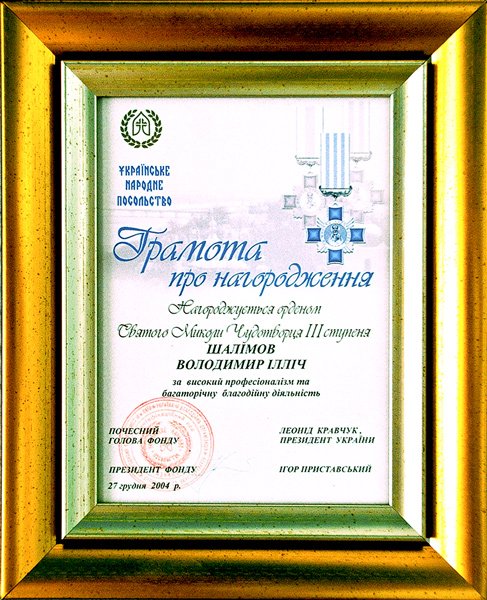 УКРАЇНСЬКЕ
НАРОДНЕ
ПОСОЛЬСТВО
Грамота
про нагородження
Нагороджується орденом
Святого Миколи Чудотворця III ступеня
ШАЛІМОВ
ВОЛОДИМИР ІЛЛІЧ
за високий професіоналізм та
багаторічну благодійну діяльність
ПОЧЕСНИЙ
ГОЛОВА ФОНДУ
ЛЕОНІД КРАВЧУК,
ПРЕЗИДЕНТ УКРАЇНИ
ПРЕЗИДЕНТ ФОНДУ
ІГОР ПРИСТАВСЬКИЙ
27 грудня 2004 р.